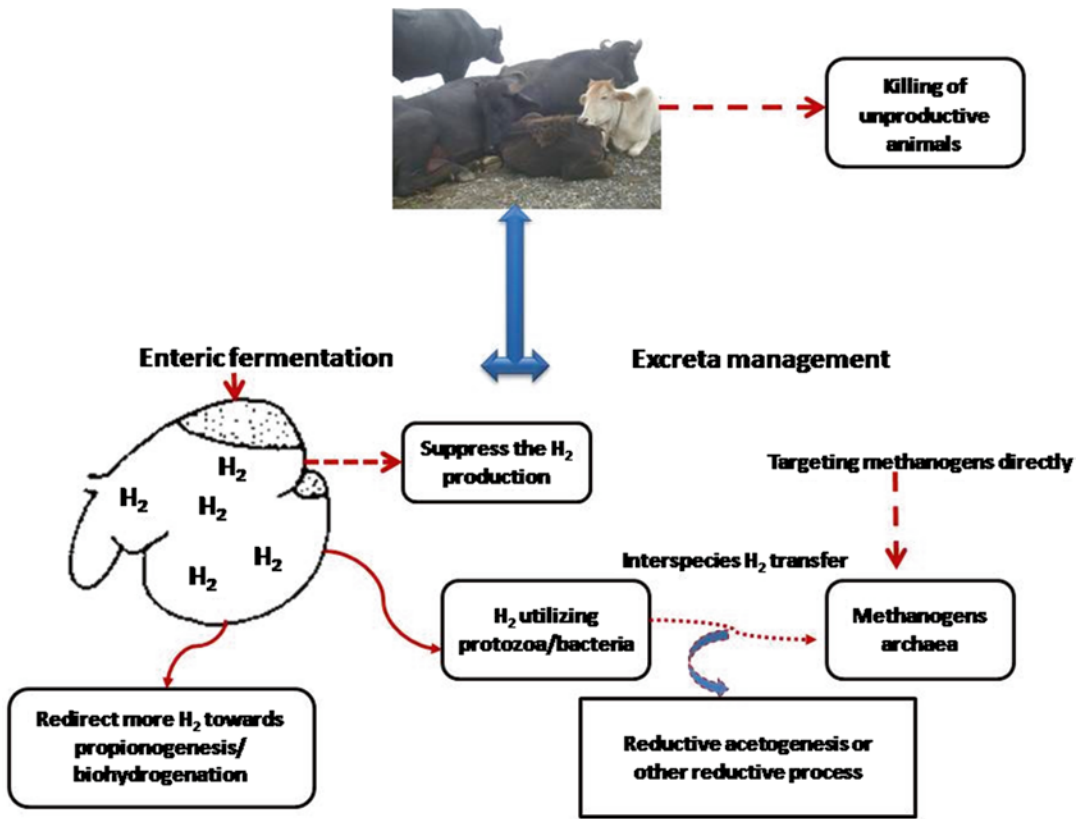 Killing of
unproductive
animals
Enteric fermentation
Excreta management
H₂
H₂
H₂
H₂
H₂
Suppress the H₂
production
Targeting methanogens directly
Interspecies H₂ transfer
H₂ utilizing
protozoa/bacteria
Methanogens
archaea
Redirect more H₂ towards
propionogenesis/
biohydrogenation
Reductive acetogenesis or
other reductive process